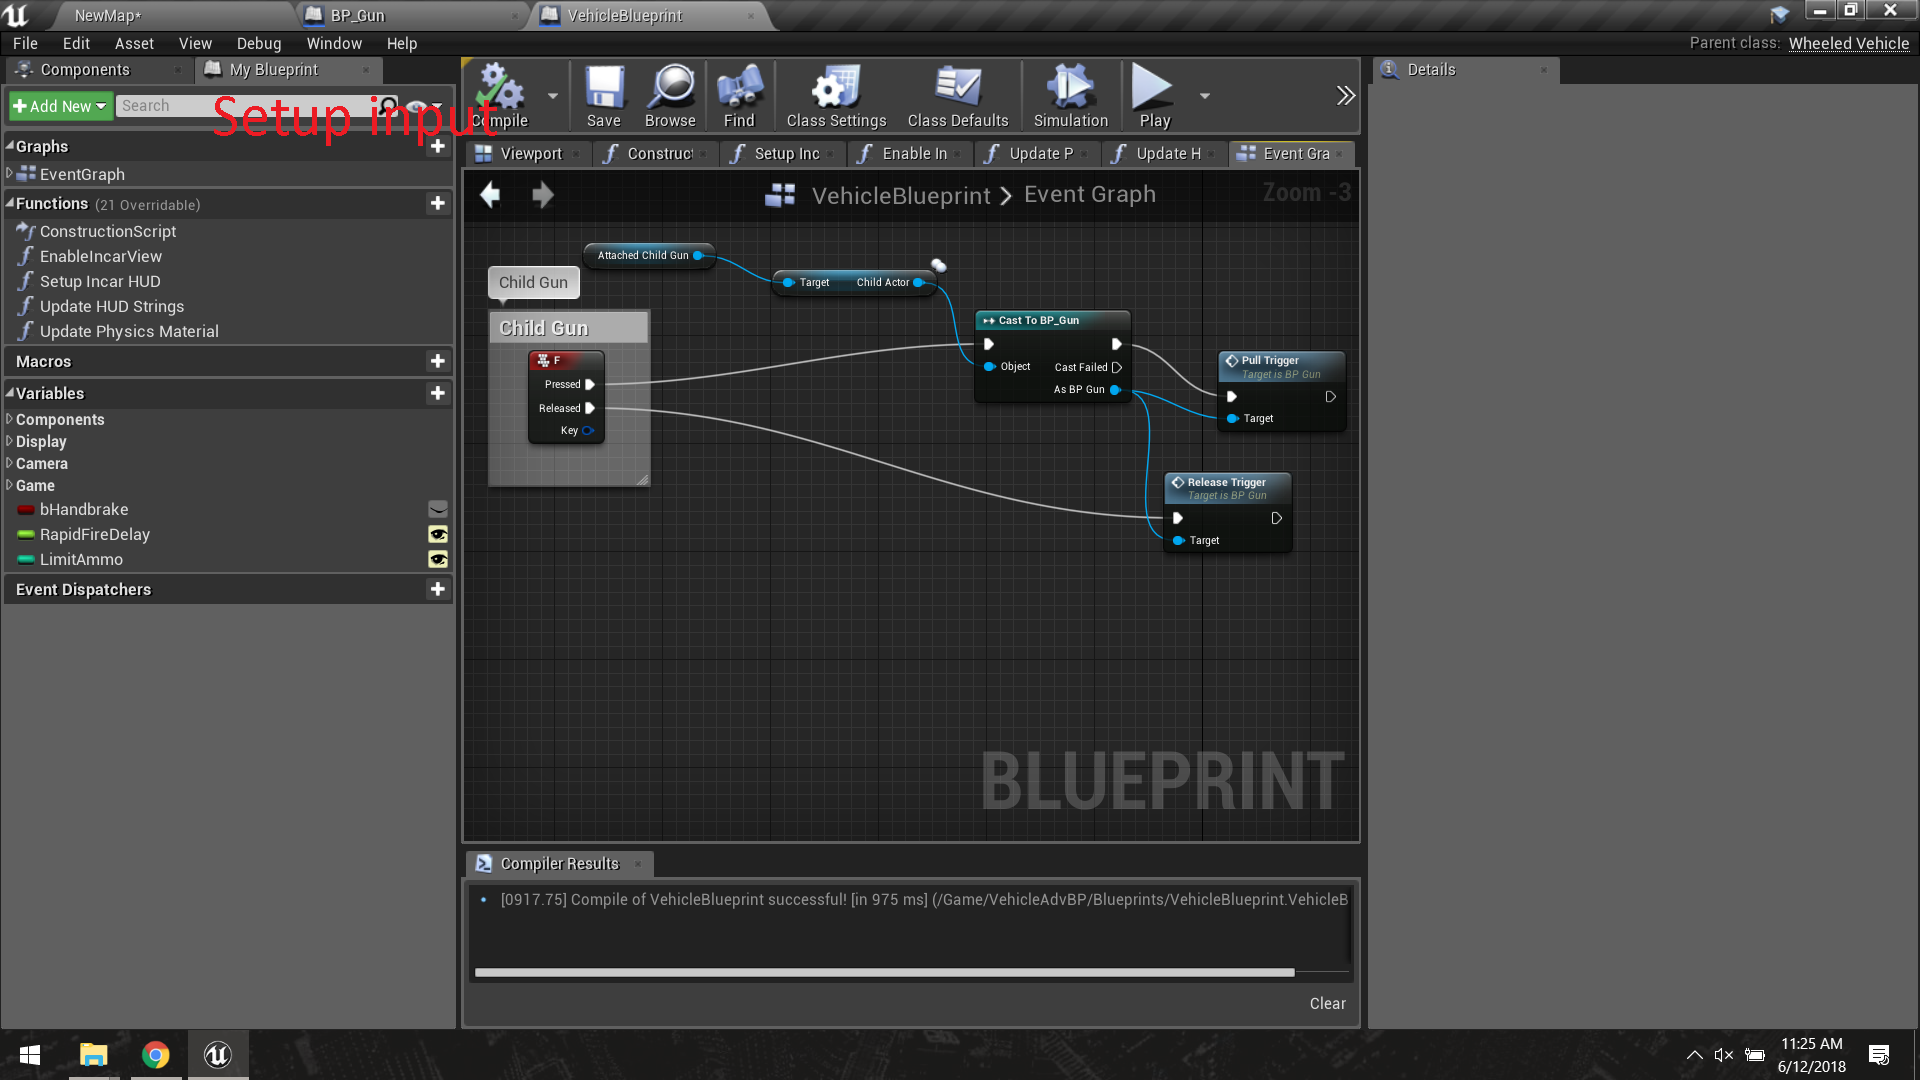 NewMap*
BP_Gun
VehicleBlueprint
File Edit Asset View Debug Window Help
Parent class: Wheeled Vehicle
Components
My Blueprint
Add New
Search
Setup input
Graphs
EventGraph
Functions (21 Overridable)
ConstructionScript
EnableIncarView
Setup Incar HUD
Update HUD Strings
Update Physics Material
Macros
Variables
Components
Display
Camera
Game
bHandbrake
RapidFireDelay
LimitAmmo
Event Dispatchers
Compile Save Browse Find Class Settings Class Defaults Simulation Play
Viewport Construct Setup Inc Enable In Update P Update H Event Gra
VehicleBlueprint > Event Graph
Zoom -3
Attached Child Gun
Target Child Actor
Child Gun
Child Gun
F
Pressed
Released
Key
Cast To BP_Gun
Object Cast Failed
As BP Gun
Pull Trigger
Target is BP Gun
Target
Release Trigger
Target is BP Gun
Target
BLUEPRINT
Compiler Results
[0917.75] Compile of VehicleBlueprint successful! [in 975 ms] (/Game/VehicleAdvBP/Blueprints/VehicleBlueprint.VehicleB
Clear
Details
11:25 AM
6/12/2018